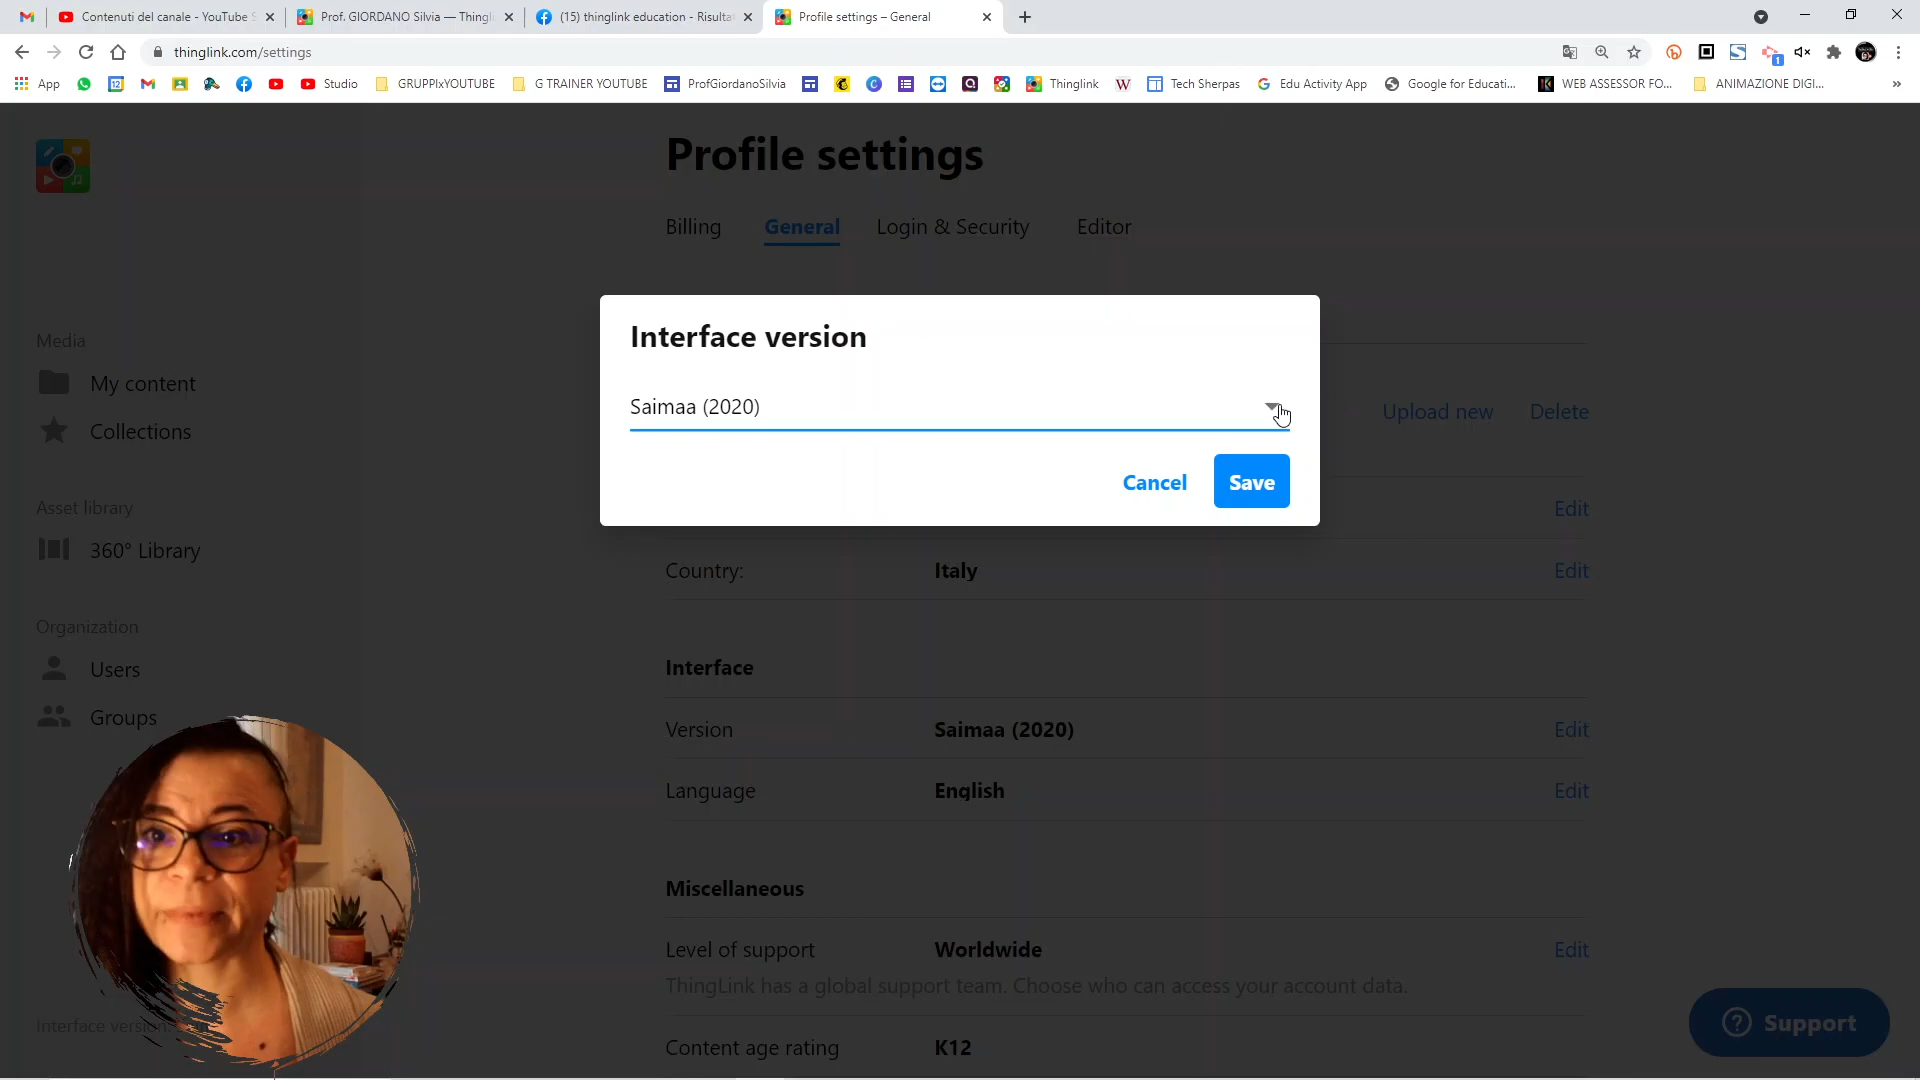 Contenuti del canale - YouTube S
Prof. GIORDANO Silvia — Thingl
(15) thinglink education - Risulta
Profile settings – General
thinglink.com/settings
App
Studio
GRUPPIxYOUTUBE
G TRAINER YOUTUBE
ProfGiordanoSilvia
Thinglink
Tech Sherpas
Edu Activity App
Google for Educati...
WEB ASSESSOR FO...
ANIMAZIONE DIGI...
Profile settings
Billing
General
Login & Security
Editor
Interface version
Saimaa (2020)
Cancel
Save
Upload new
Delete
Edit
Media
My content
Collections
Asset library
360° Library
Organization
Users
Groups
Country:
Italy
Edit
Interface
Version
Saimaa (2020)
Edit
Language
English
Edit
Miscellaneous
Level of support
Worldwide
Edit
ThingLink has a global support team. Choose who can access your account data.
Content age rating
K12
Interface version
Support